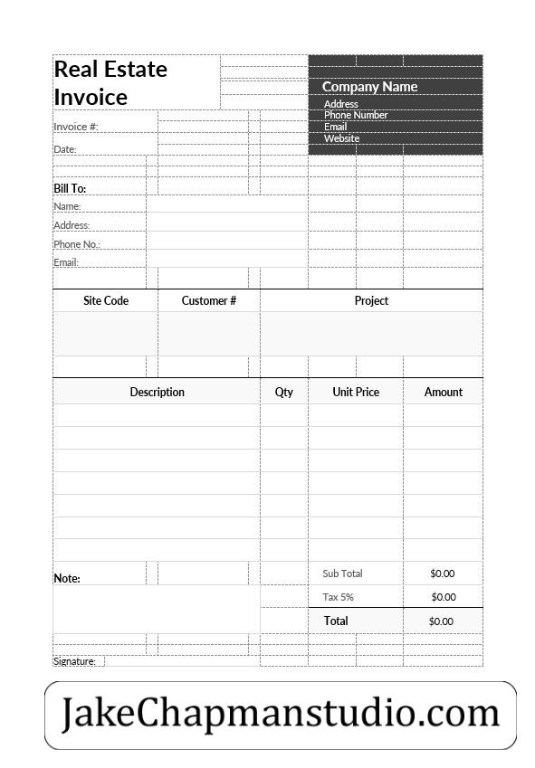 Real Estate
Invoice
Company Name
Address
Phone Number
Email
Website
Invoice #:
Date:
Bill To:
Name:
Address:
Phone No.:
Email:
Site Code Customer # Project
Description Qty Unit Price Amount
Sub Total $0.00
Note:
Tax 5% $0.00
Total $0.00
Signature:
JakeChapmanstudio.com